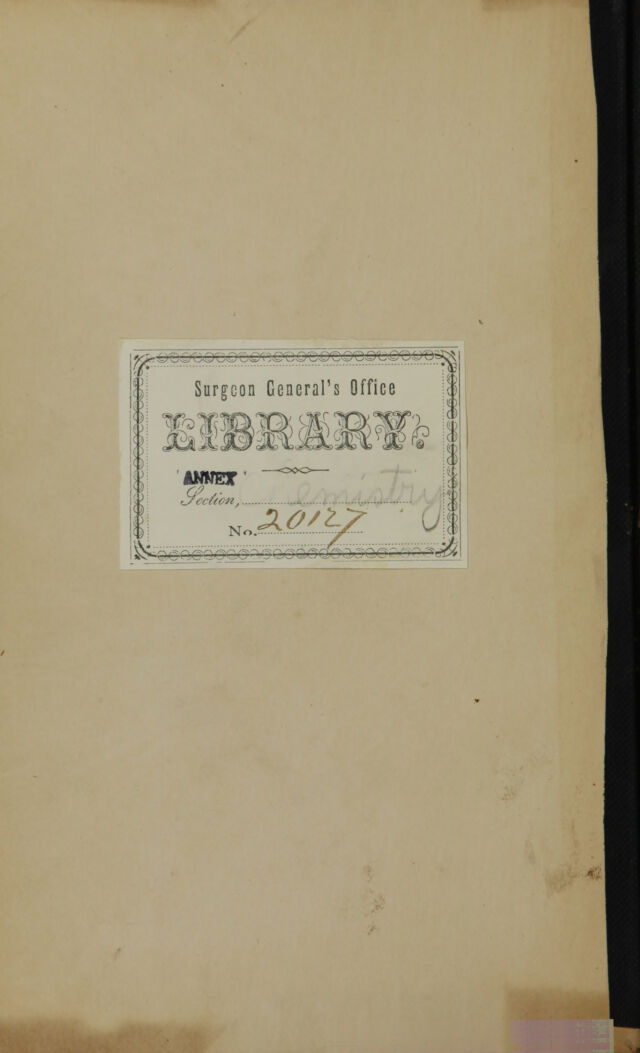 Surgeon General's Office
LIBRARY.
ANNEX
Section, Chemistry
No. 20127